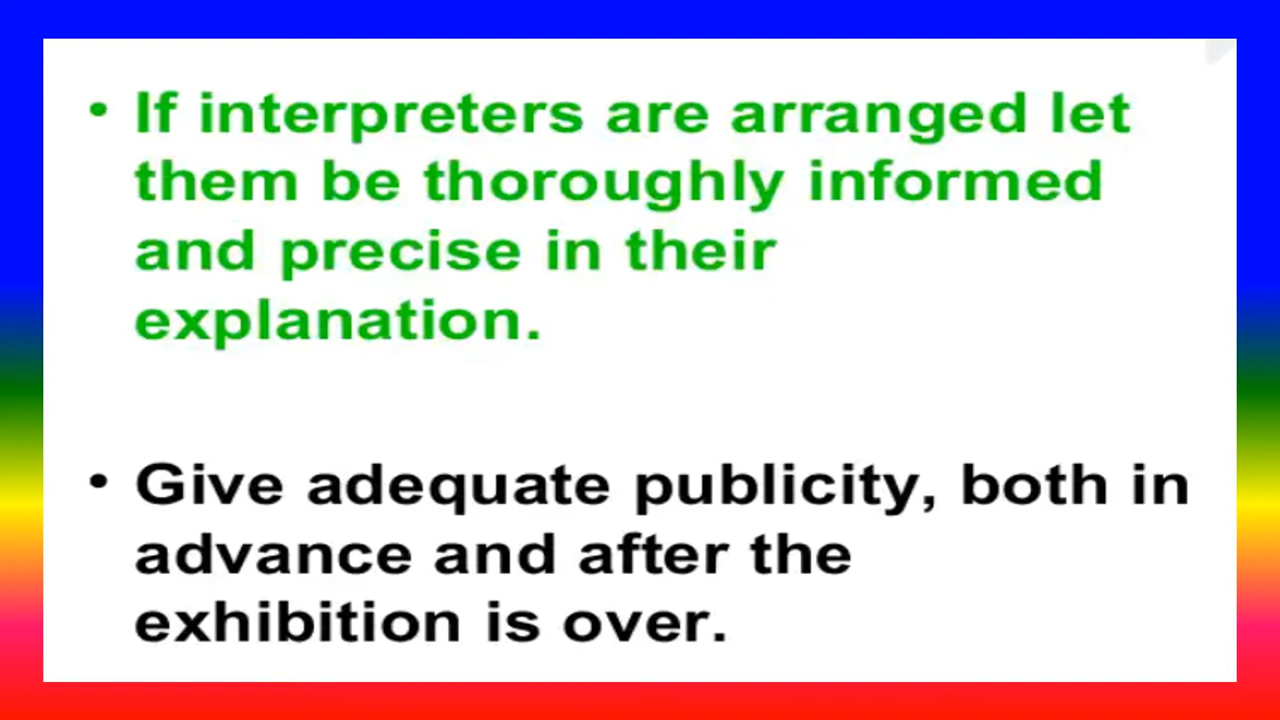 • If interpreters are arranged let
them be thoroughly informed
and precise in their
explanation.
• Give adequate publicity, both in
advance and after the
exhibition is over.